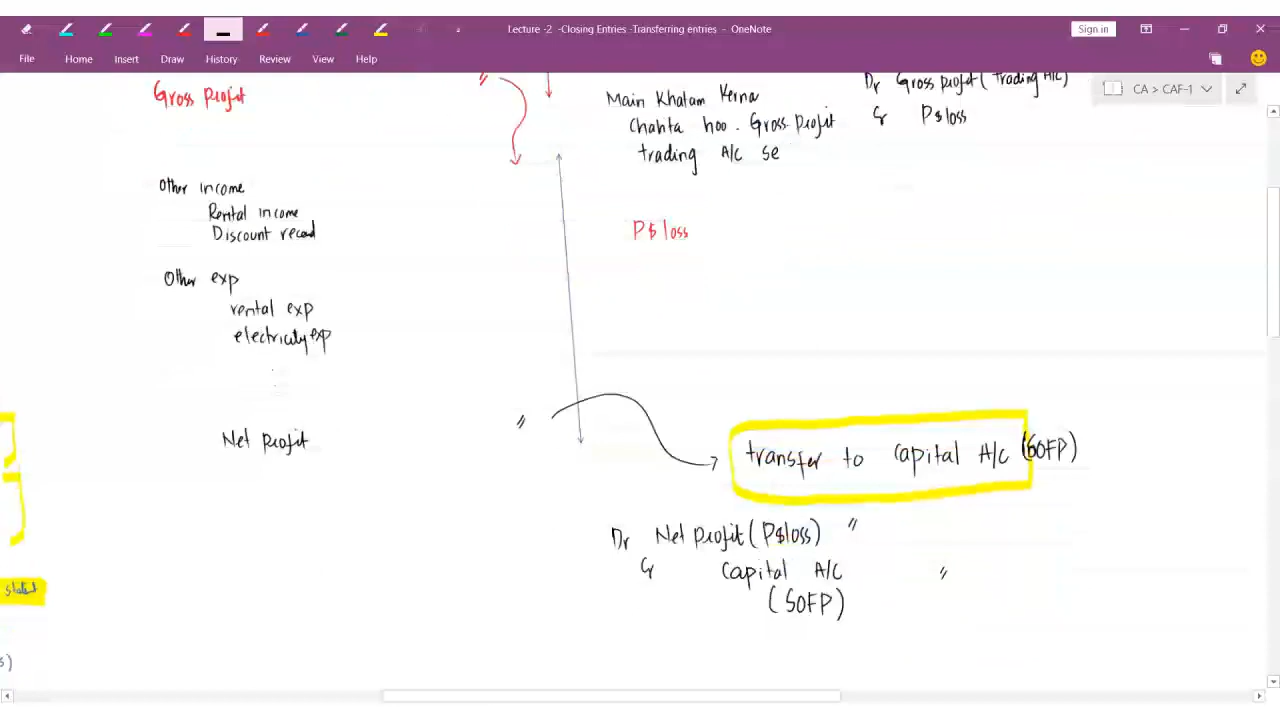 Lecture -2 -Closing Entries -Transferring entries - OneNote
Sign in
File Home Insert Draw History Review View Help
CA > CAF-1
Gross Profit
Main Khatam Kerna
Chahta hoo. Gross Profit
trading A/C se
Dr Gross profit (Trading A/C)
Cr P$loss
Other income
Rental income
Discount reced
P$loss
Other exp
rental exp
electricity exp
Net profit "
transfer to capital A/C (SOFP)
Dr Net profit (P$loss) "
Cr Capital A/C "
(SOFP)
statent
s)